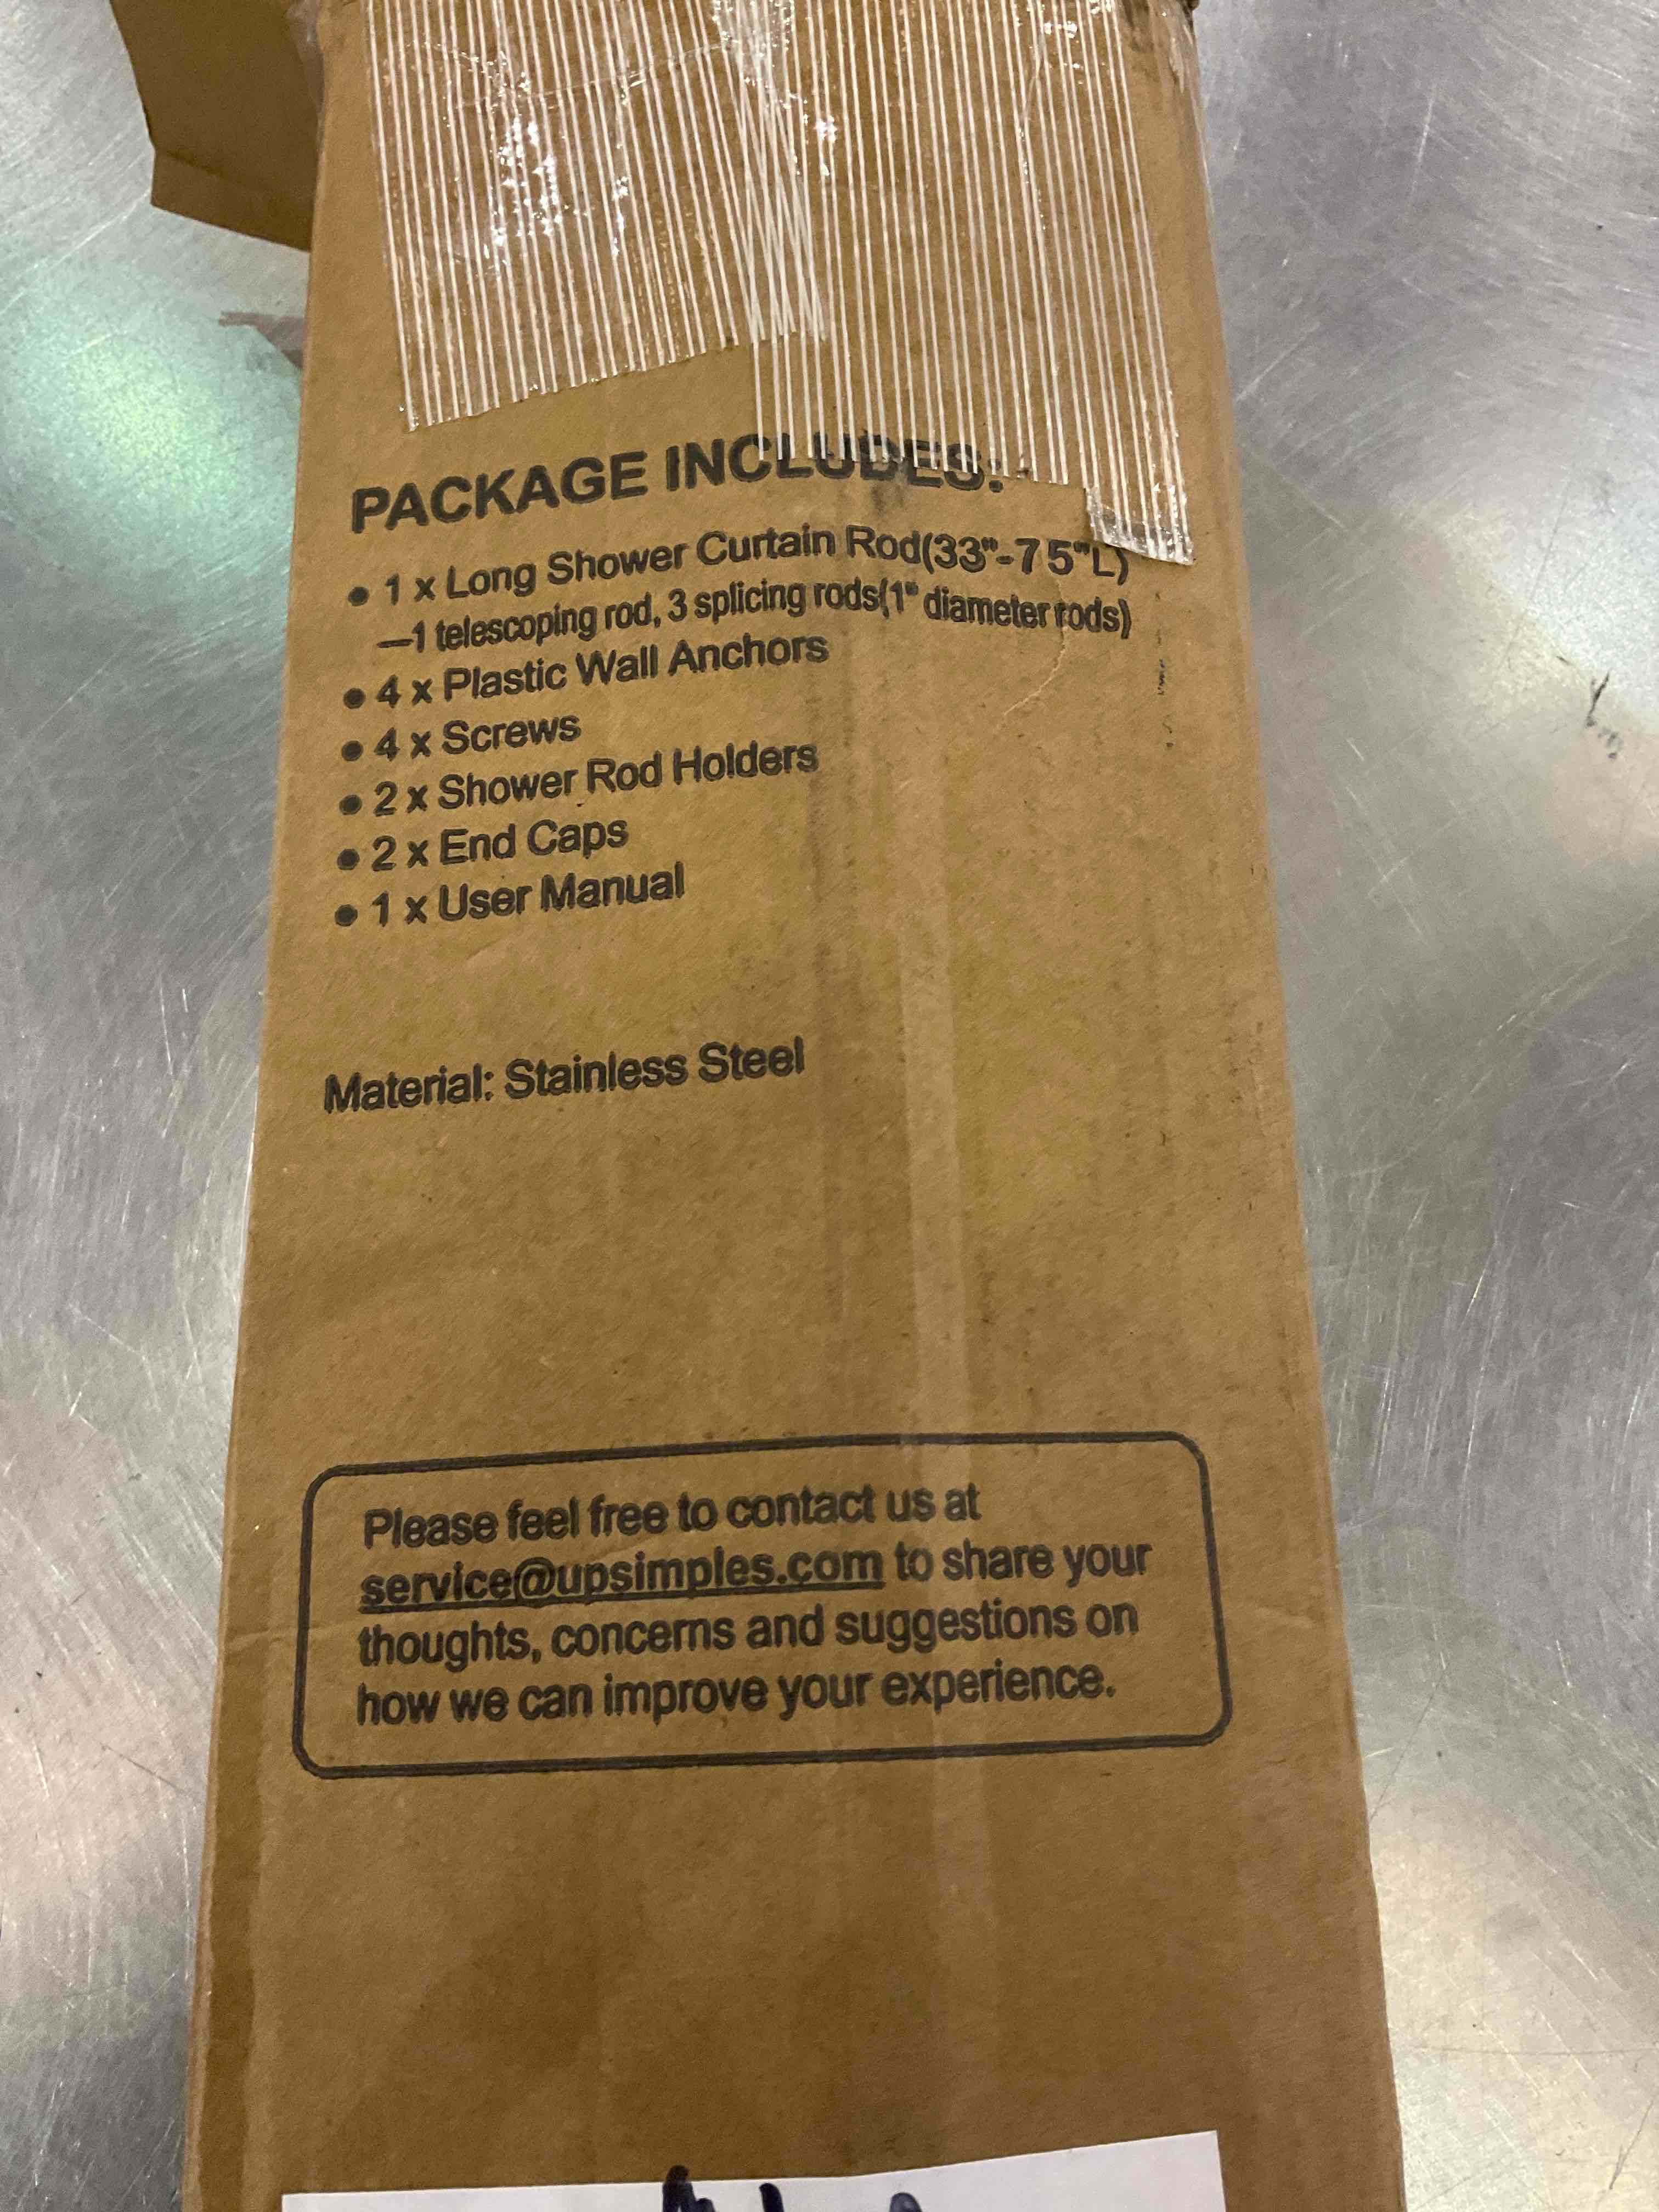 PACKAGE INCLUDES:
• 1 x Long Shower Curtain Rod(33"-75"L)
—1 telescoping rod, 3 splicing rods(1" diameter rods)
• 4 x Plastic Wall Anchors
• 4 x Screws
• 2 x Shower Rod Holders
• 2 x End Caps
• 1 x User Manual
Material: Stainless Steel
Please feel free to contact us at
service@upsimples.com to share your
thoughts, concerns and suggestions on
how we can improve your experience.